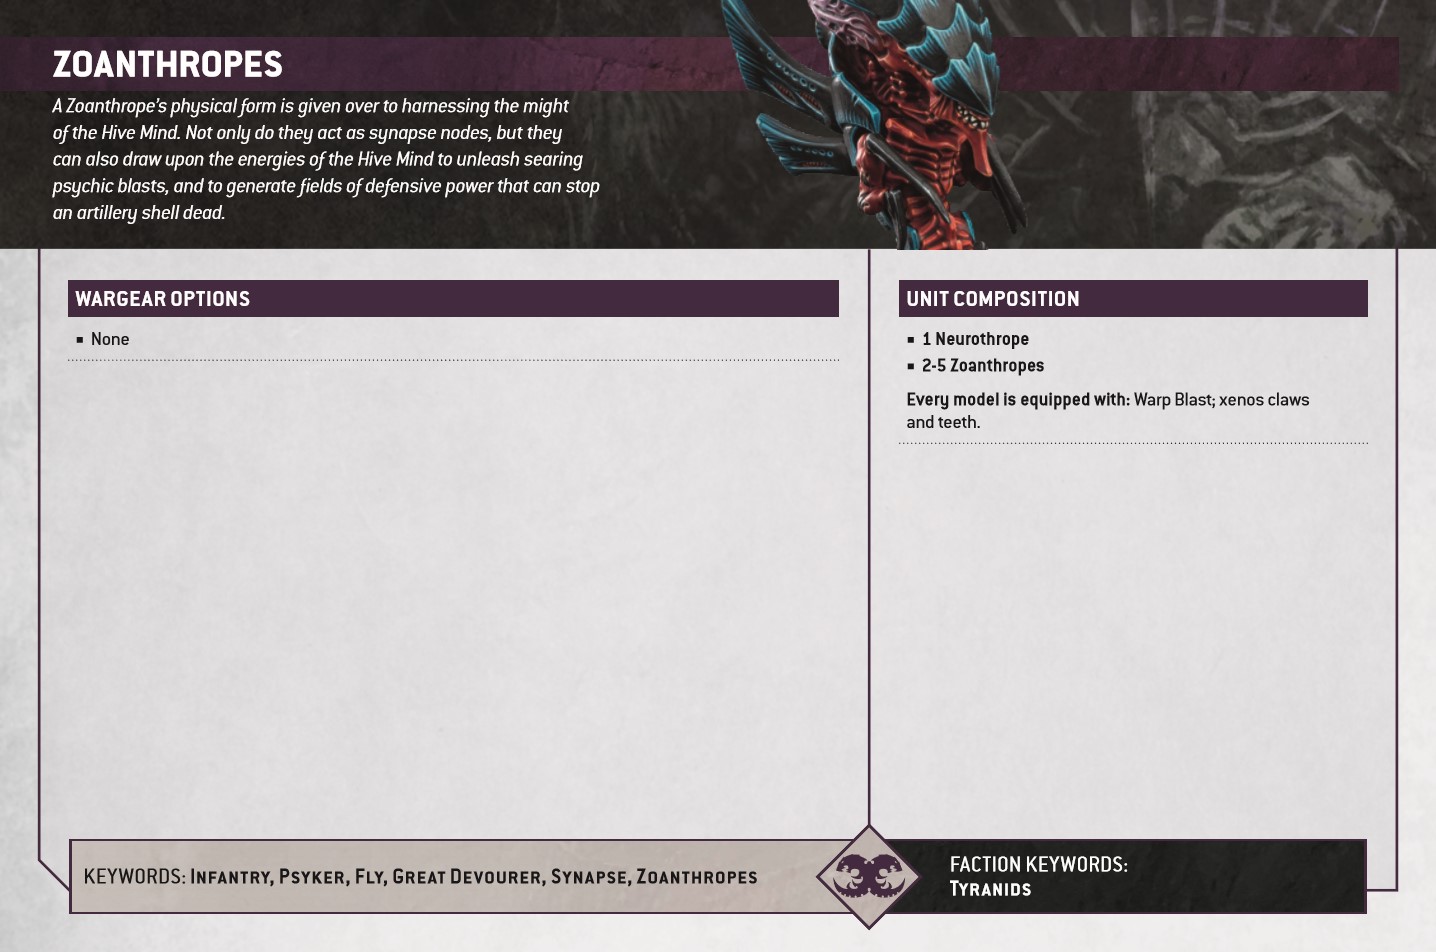 ZOANTHROPES
A Zoanthrope's physical form is given over to harnessing the might
of the Hive Mind. Not only do they act as synapse nodes, but they
can also draw upon the energies of the Hive Mind to unleash searing
psychic blasts, and to generate fields of defensive power that can stop
an artillery shell dead.
WARGEAR OPTIONS
■ None
UNIT COMPOSITION
■ 1 Neurothrope
■ 2-5 Zoanthropes
Every model is equipped with: Warp Blast; xenos claws
and teeth.
KEYWORDS: Infantry, Psyker, Fly, Great Devourer, Synapse, Zoanthropes
FACTION KEYWORDS:
Tyranids